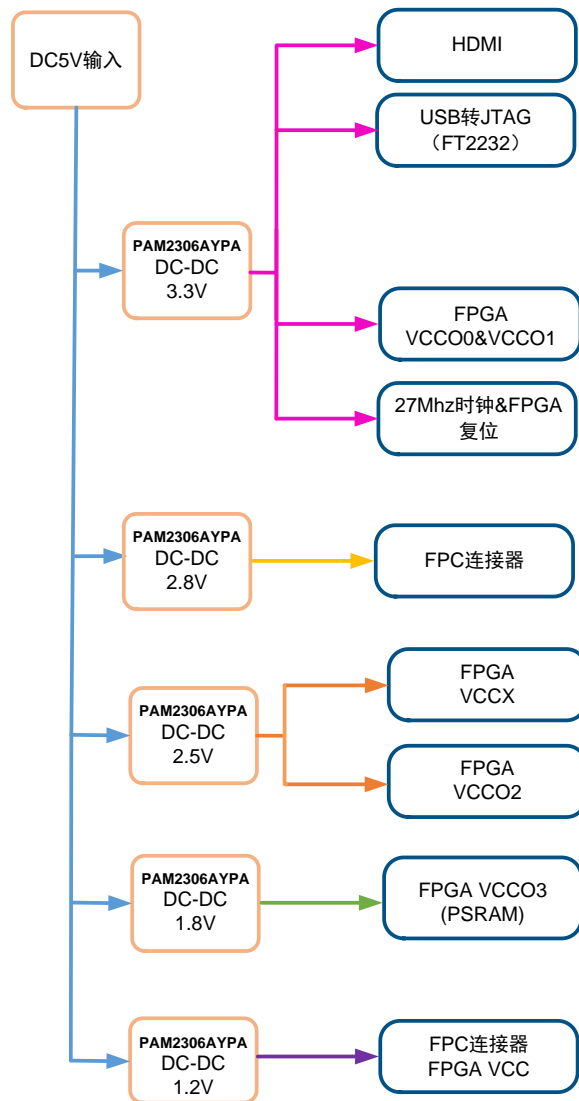 DC5V输入
HDMI
USB转JTAG
（FT2232）
PAM2306AYPA
DC-DC
3.3V
FPGA
VCCO0&VCCO1
27Mhz时钟&FPGA
复位
PAM2306AYPA
DC-DC
2.8V
FPC连接器
PAM2306AYPA
DC-DC
2.5V
FPGA
VCCX
FPGA
VCCO2
PAM2306AYPA
DC-DC
1.8V
FPGA VCCO3
(PSRAM)
PAM2306AYPA
DC-DC
1.2V
FPC连接器
FPGA VCC